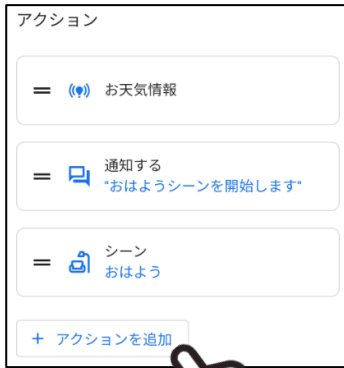 アクション
お天気情報
通知する
"おはようシーンを開始します"
シーン
おはよう
+ アクションを追加